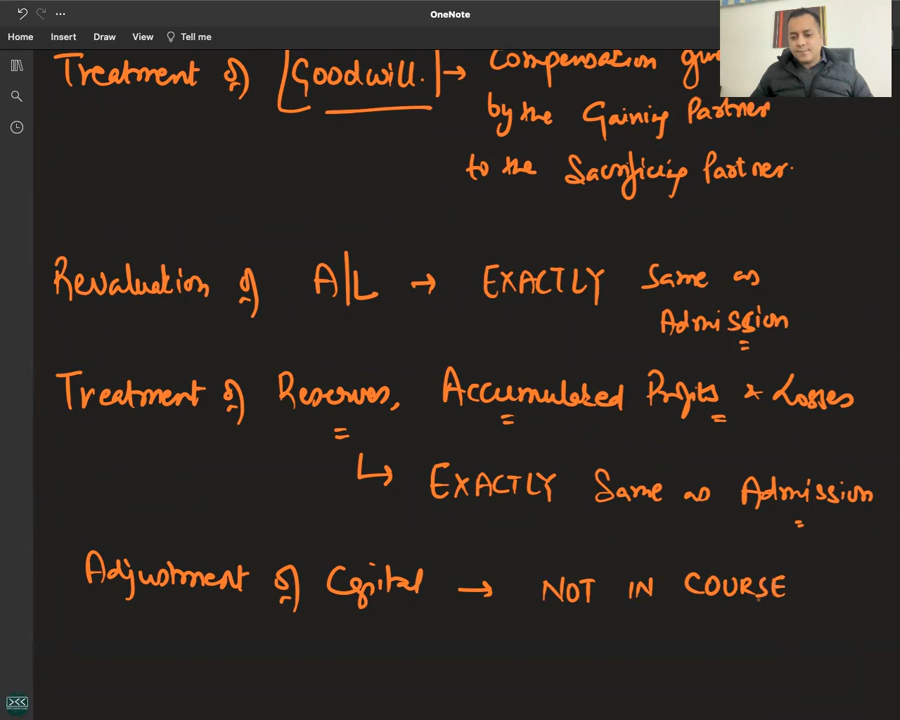 OneNote
Home Insert Draw View Tell me
Treatment of Goodwill. → Compensation
by the Gaining Partner
to the Sacrificing Partner.
Revaluation of A/L → EXACTLY Same as
Admission
Treatment of Reserves, Accumulated Profits & Losses
↳ EXACTLY Same as Admission
Adjustment of Capital → NOT IN COURSE